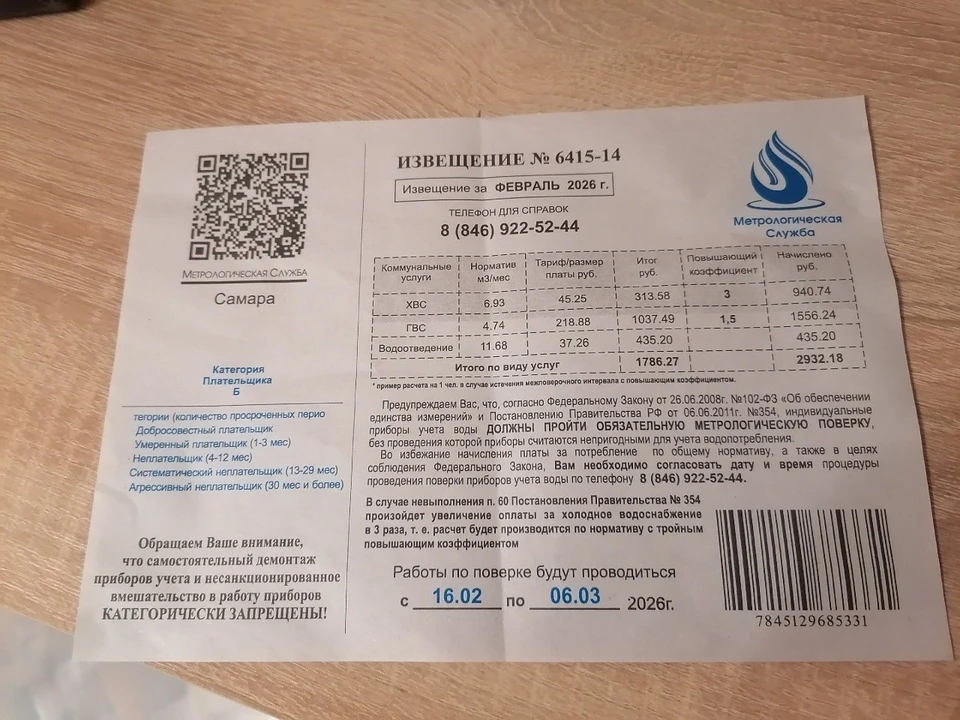 МЕТРОЛОГИЧЕСКАЯ СЛУЖБА
Самара
Категория
Плательщика
Б
тегории (количество просроченных перио
Добросовестный плательщик
Умеренный плательщик (1-3 мес)
Неплательщик (4-12 мес)
Систематический неплательщик (13-29 мес)
Агрессивный неплательщик (30 мес и более)
Обращаем Ваше внимание,
что самостоятельный демонтаж
приборов учета и несанкционированное
вмешательство в работу приборов
КАТЕГОРИЧЕСКИ ЗАПРЕЩЕНЫ!
ИЗВЕЩЕНИЕ № 6415-14
Извещение за ФЕВРАЛЬ 2026 г.
ТЕЛЕФОН ДЛЯ СПРАВОК
8 (846) 922-52-44
Метрологическая
Служба
Коммунальные услуги Норматив м3/мес Тариф/размер платы руб. Итог руб. Повышающий коэффициент Начислено руб.
ХВС 6.93 45.25 313.58 3 940.74
ГВС 4.74 218.88 1037.49 1,5 1556.24
Водоотведение 11.68 37.26 435.20 435.20
Итого по виду услуг 1786.27 2932.18
* пример расчета на 1 чел. в случае истечения межповерочного интервала с повышающим коэффициентом.
Предупреждаем Вас, что, согласно Федеральному Закону от 26.06.2008г. №102-ФЗ «Об обеспечении
единства измерений» и Постановлению Правительства РФ от 06.06.2011г. №354, индивидуальные
приборы учета воды ДОЛЖНЫ ПРОЙТИ ОБЯЗАТЕЛЬНУЮ МЕТРОЛОГИЧЕСКУЮ ПОВЕРКУ,
без проведения которой приборы считаются непригодными для учета водопотребления.
Во избежание начисления платы за потребление по общему нормативу, а также в целях
соблюдения Федерального Закона, Вам необходимо согласовать дату и время процедуры
проведения поверки приборов учета воды по телефону 8 (846) 922-52-44.
В случае невыполнения п. 60 Постановления Правительства № 354
произойдет увеличение оплаты за холодное водоснабжение
в 3 раза, т. е. расчет будет производится по нормативу с тройным
повышающим коэффициентом
Работы по поверке будут проводиться
с 16.02 по 06.03 2026г.
7845129685331